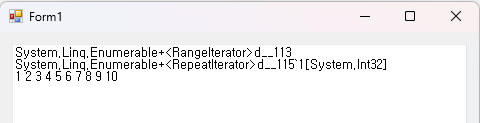 Form1
System,Linq,Enumerable+<RangeIterator>d__113
System,Linq,Enumerable+<RepeatIterator>d__115`1[System,Int32]
1 2 3 4 5 6 7 8 9 10